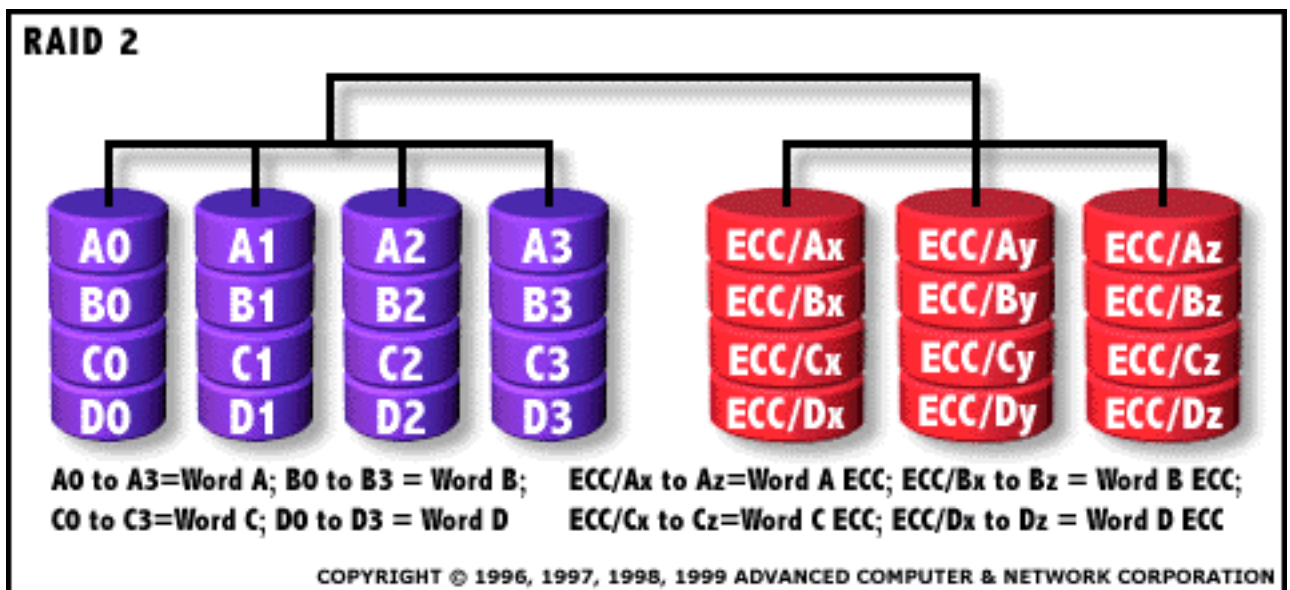 RAID 2
A0 A1 A2 A3 ECC/Ax ECC/Ay ECC/Az
B0 B1 B2 B3 ECC/Bx ECC/By ECC/Bz
C0 C1 C2 C3 ECC/Cx ECC/Cy ECC/Cz
D0 D1 D2 D3 ECC/Dx ECC/Dy ECC/Dz
A0 to A3=Word A; B0 to B3 = Word B;
C0 to C3=Word C; D0 to D3 = Word D
ECC/Ax to Az=Word A ECC; ECC/Bx to Bz = Word B ECC;
ECC/Cx to Cz=Word C ECC; ECC/Dx to Dz = Word D ECC
COPYRIGHT © 1996, 1997, 1998, 1999 ADVANCED COMPUTER & NETWORK CORPORATION